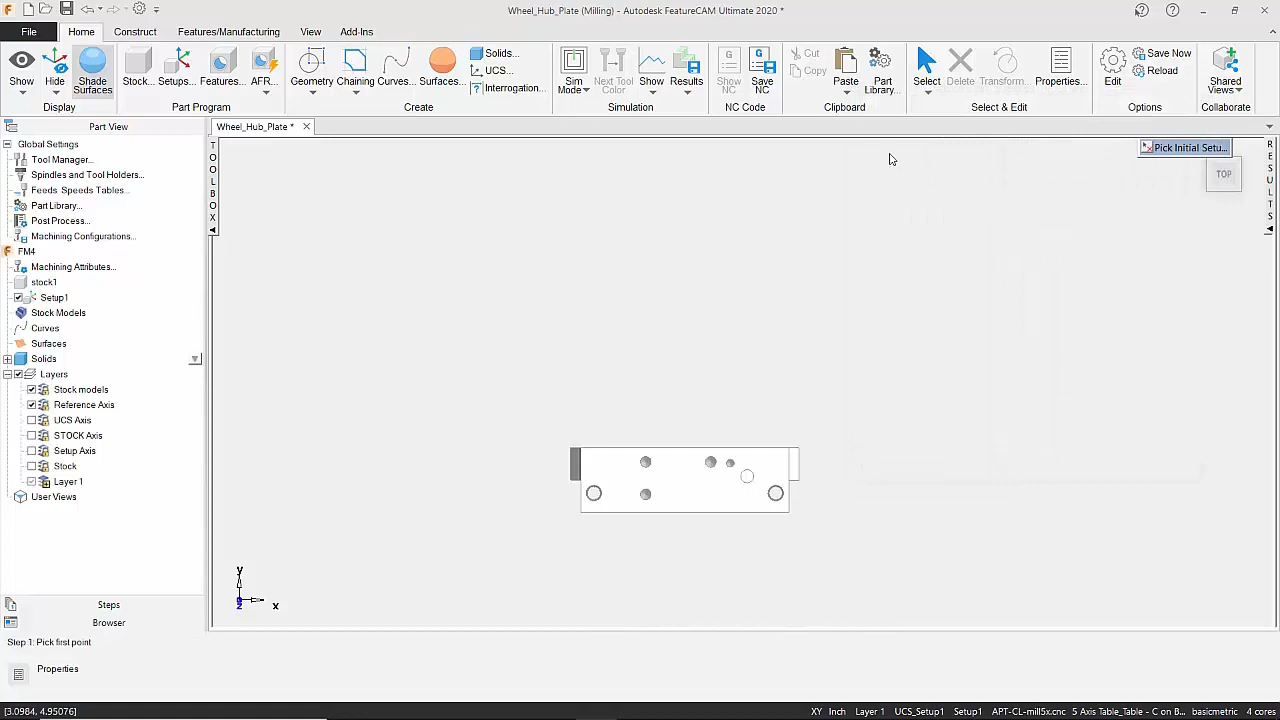 Wheel_Hub_Plate (Milling) - Autodesk FeatureCAM Ultimate 2020 *
File Home Construct Features/Manufacturing View Add-Ins
Show Hide Shade Surfaces Stock... Setups... Features... AFR... Geometry... Chaining Curves... Surfaces... Solids... UCS... Interrogation... Sim Mode Next Tool Color Show Results Show NC Save NC Cut Copy Paste Part Library... Select Delete Transform... Properties... Edit Save Now Reload Shared Views
Display Part Program Create Simulation NC Code Clipboard Select & Edit Options Collaborate
Part View
Wheel_Hub_Plate *
Global Settings
Tool Manager...
Spindles and Tool Holders...
Feeds Speeds Tables...
Part Library...
Post Process...
Machining Configurations...
FM4
Machining Attributes...
stock1
Setup1
Stock Models
Curves
Surfaces
Solids
Layers
Stock models
Reference Axis
UCS Axis
STOCK Axis
Setup Axis
Stock
Layer 1
User Views
TOOLBOX
Pick Initial Setu...
TOP
RESULTS
y
z
x
Steps
Browser
Step 1: Pick first point
Properties
[3.0984, 4.95076]
XY Inch Layer 1 UCS_Setup1 Setup1 APT-CL-mill5x.cnc 5 Axis Table_Table - C on B... basicmetric 4 cores